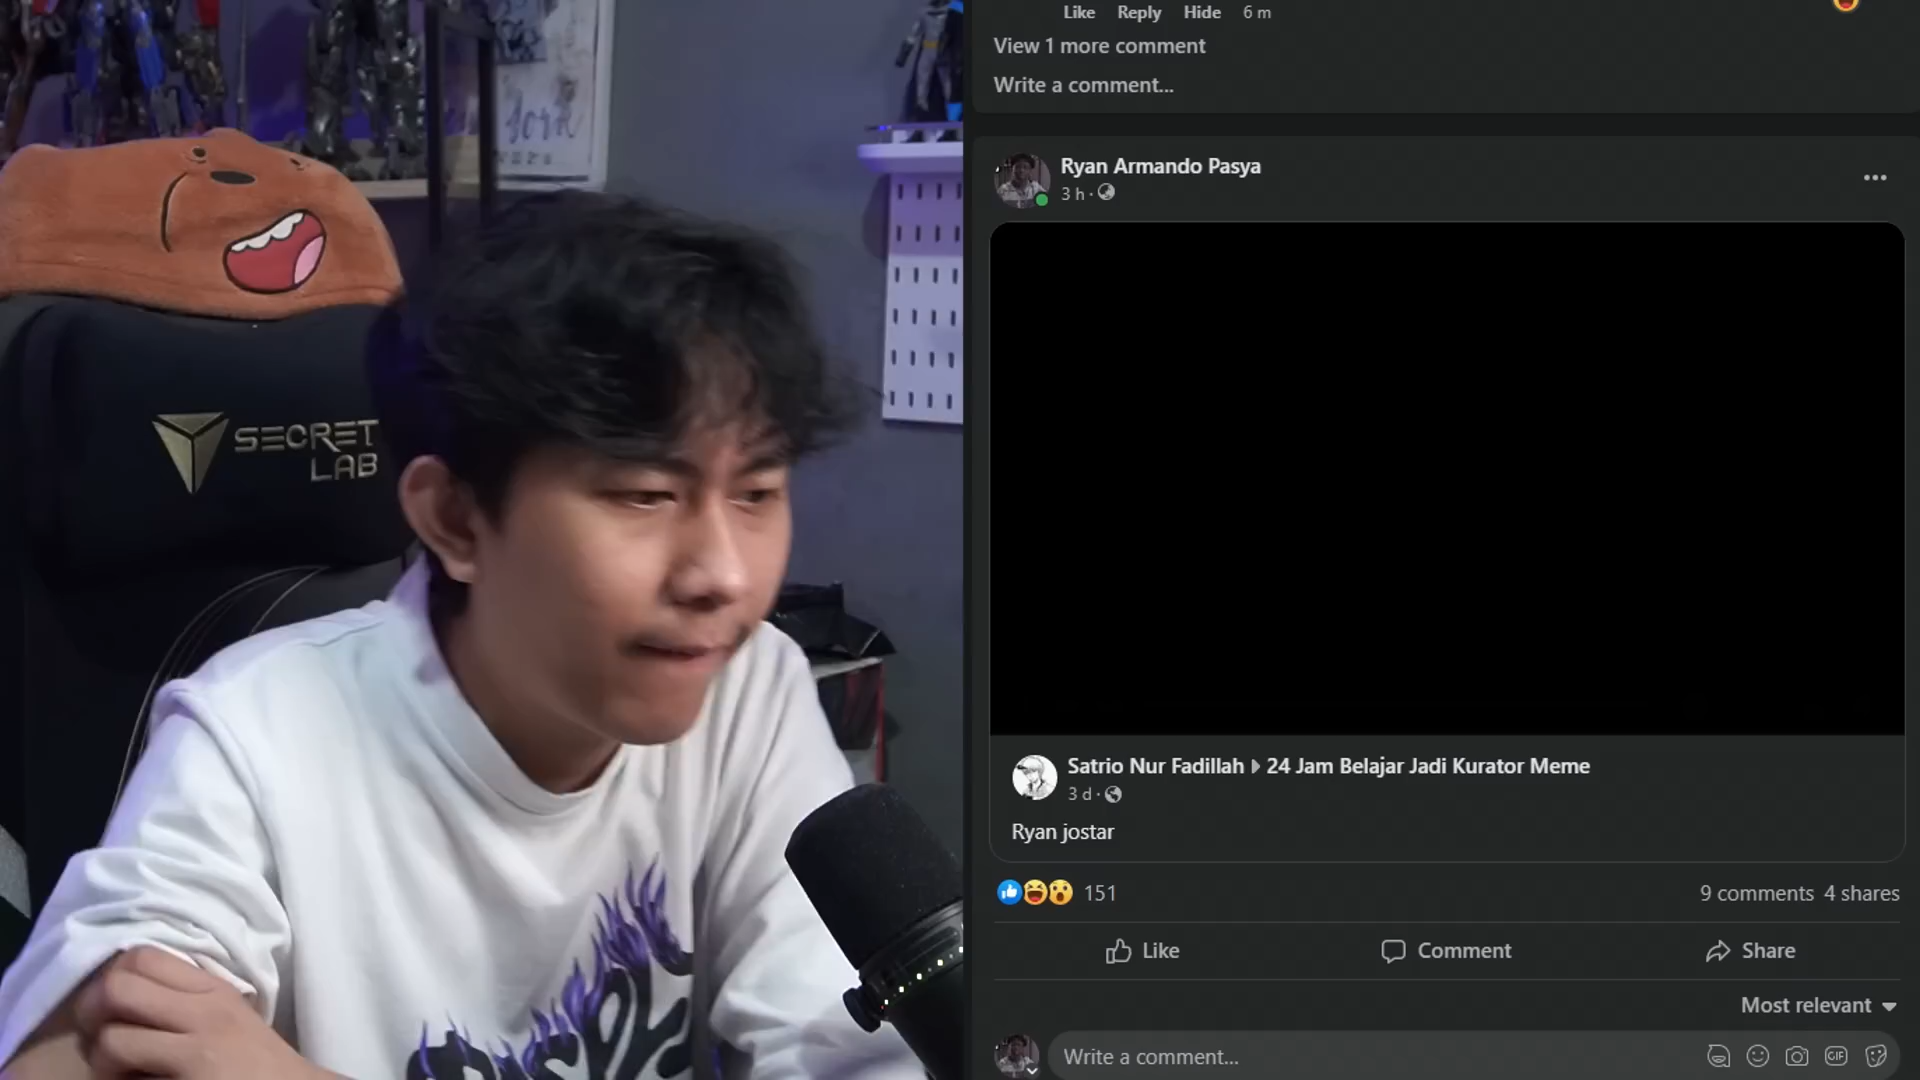 SECRET
LAB
Like Reply Hide 6 m
View 1 more comment
Write a comment...
Ryan Armando Pasya
3 h ·
Satrio Nur Fadillah 24 Jam Belajar Jadi Kurator Meme
3 d ·
Ryan jostar
151
9 comments 4 shares
Like Comment Share
Most relevant
Write a comment...
GIF